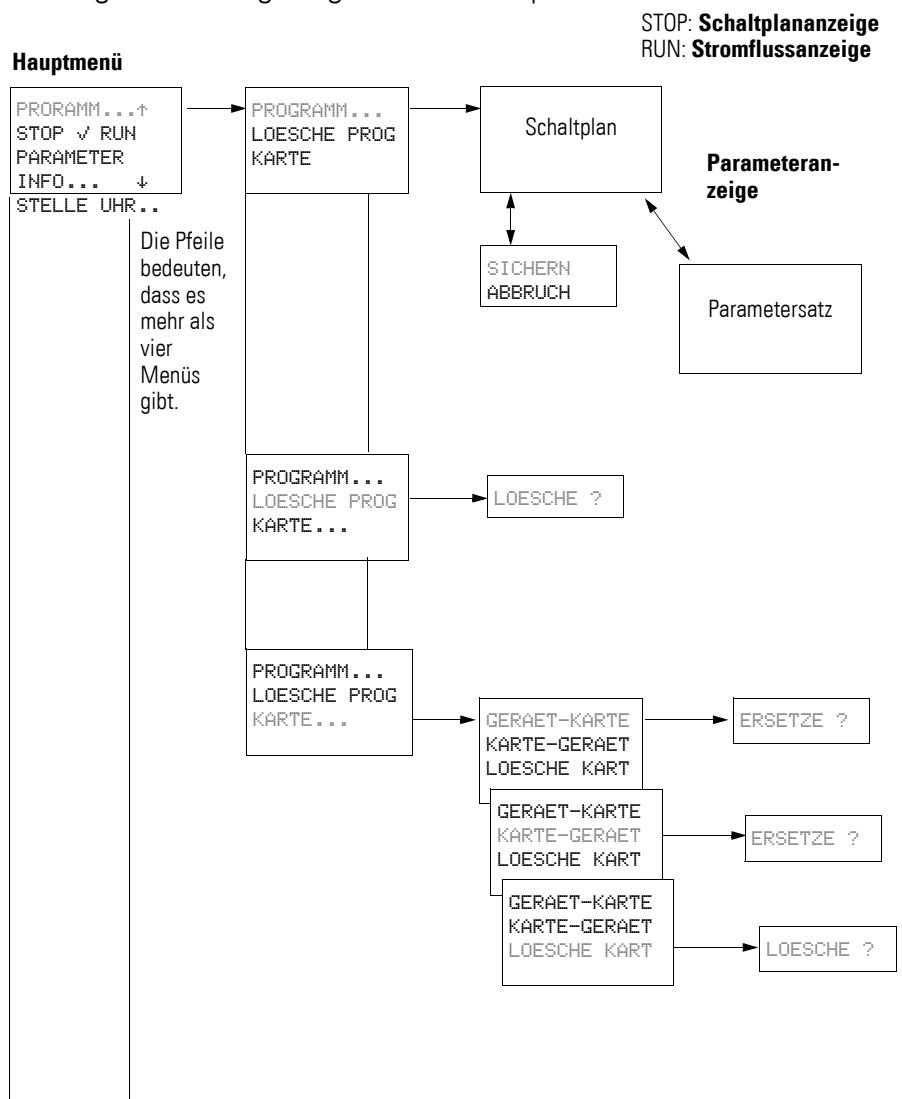 STOP: Schaltplananzeige
RUN: Stromflussanzeige
Hauptmenü
PRORAMM...↑
STOP √ RUN
PARAMETER
INFO... ↓
STELLE UHR..
Die Pfeile
bedeuten,
dass es
mehr als
vier
Menüs
gibt.
PROGRAMM...
LOESCHE PROG
KARTE
Schaltplan
Parameteran-
zeige
SICHERN
ABBRUCH
Parametersatz
PROGRAMM...
LOESCHE PROG
KARTE...
LOESCHE ?
PROGRAMM...
LOESCHE PROG
KARTE...
GERAET-KARTE
KARTE-GERAET
LOESCHE KART
ERSETZE ?
GERAET-KARTE
KARTE-GERAET
LOESCHE KART
ERSETZE ?
GERAET-KARTE
KARTE-GERAET
LOESCHE KART
LOESCHE ?